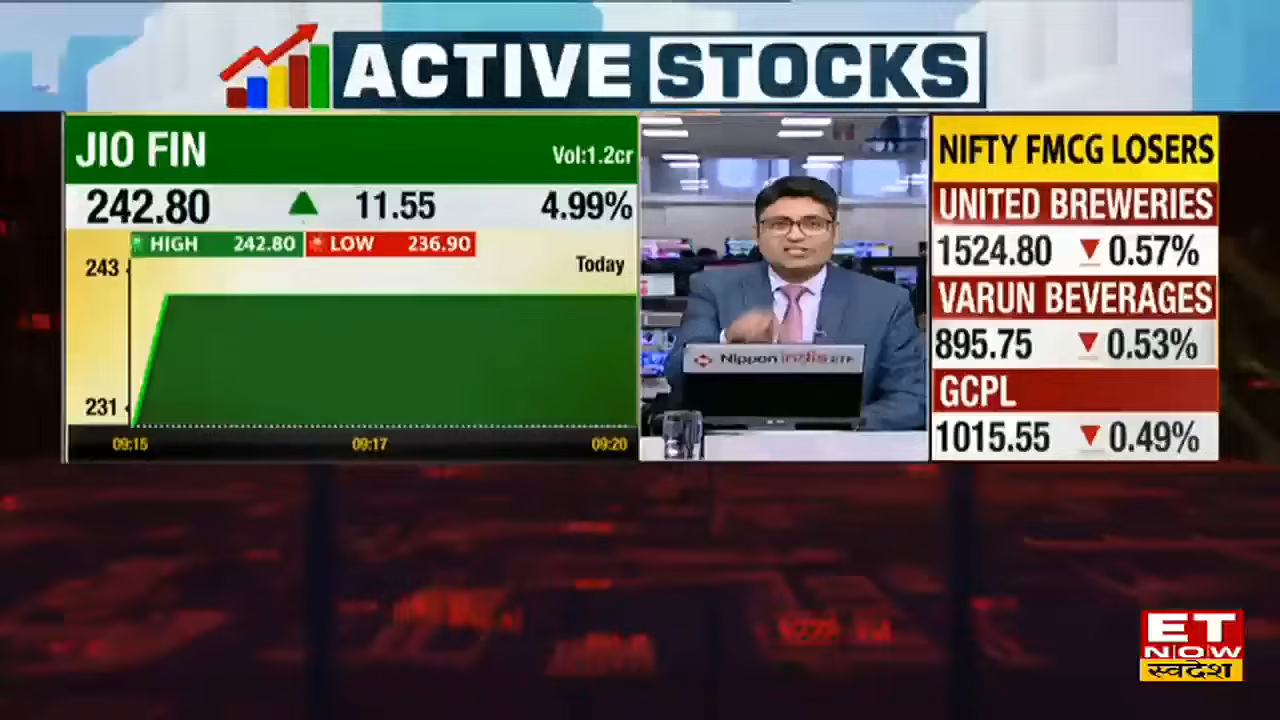 ACTIVE STOCKS
JIO FIN
Vol:1.2cr
242.80 ▲ 11.55 4.99%
HIGH 242.80 LOW 236.90
Today
243
231
09:15 09:17 09:20
Nippon India ETF
NIFTY FMCG LOSERS
UNITED BREWERIES
1524.80 ▼ 0.57%
VARUN BEVERAGES
895.75 ▼ 0.53%
GCPL
1015.55 ▼ 0.49%
ET
NOW
स्वदेश